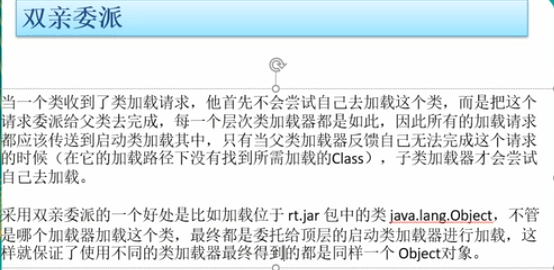 双亲委派
当一个类收到了类加载请求，他首先不会尝试自己去加载这个类，而是把这个
请求委派给父类去完成，每一个层次类加载器都是如此，因此所有的加载请求
都应该传送到启动类加载其中，只有当父类加载器反馈自己无法完成这个请求
的时候（在它的加载路径下没有找到所需加载的Class），子类加载器才会尝试
自己去加载。
采用双亲委派的一个好处是比如加载位于 rt.jar 包中的类 java.lang.Object，不管
是哪个加载器加载这个类，最终都是委托给顶层的启动类加载器进行加载，这
样就保证了使用不同的类加载器最终得到的都是同样一个 Object对象。